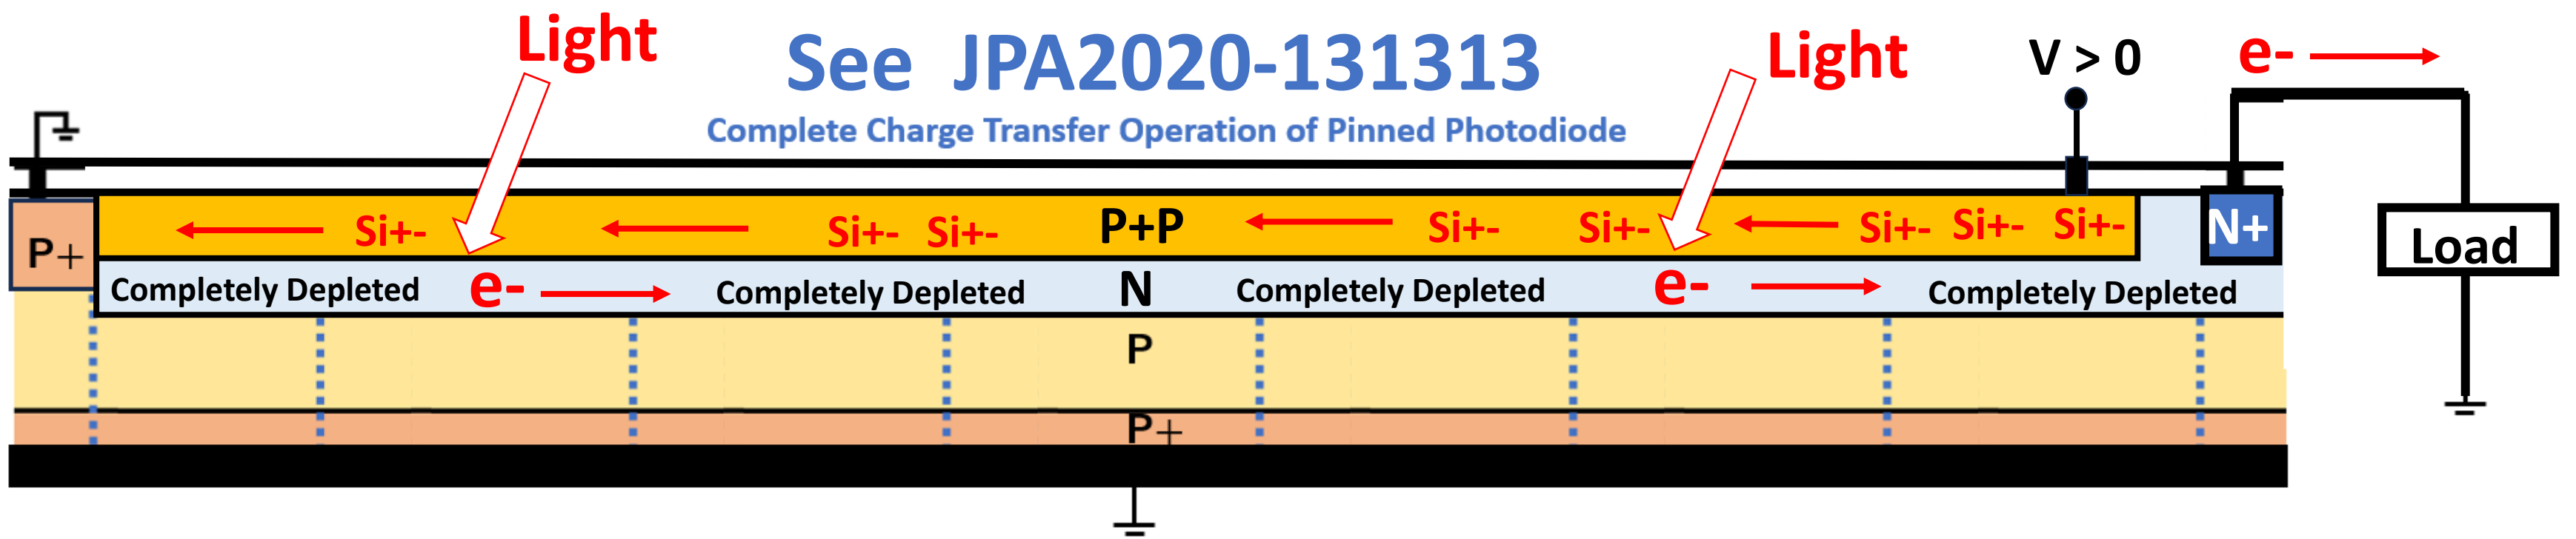 Light
See JPA2020-131313
Light
V > 0
e-
Complete Charge Transfer Operation of Pinned Photodiode
P+
Si+-
Si+- Si+-
P+P
Si+-
Si+-
Si+- Si+- Si+-
N+
Load
Completely Depleted
e-
Completely Depleted
N
Completely Depleted
e-
Completely Depleted
P
P+